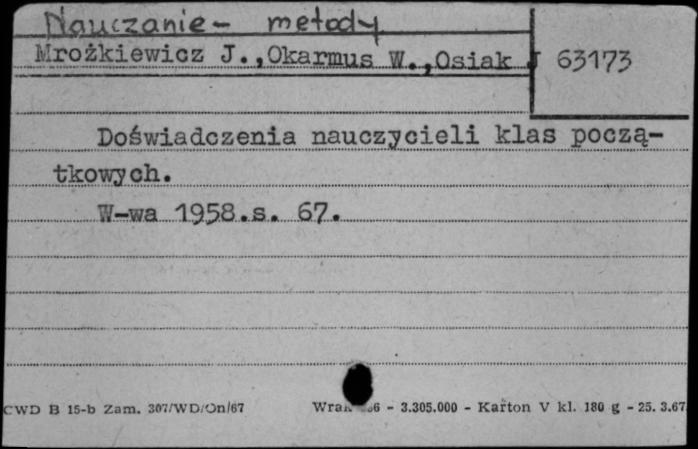 Nauczanie- metody
Mrożkiewicz J.,Okarmus W.,Osiak J
63173
Doświadczenia nauczycieli klas począ-
tkowych.
W-wa 1958.s. 67.
CWD B 15-b Zam. 307/WD/On/67 - 3.305.000 - Karton V kl. 180 g - 25. 3.67